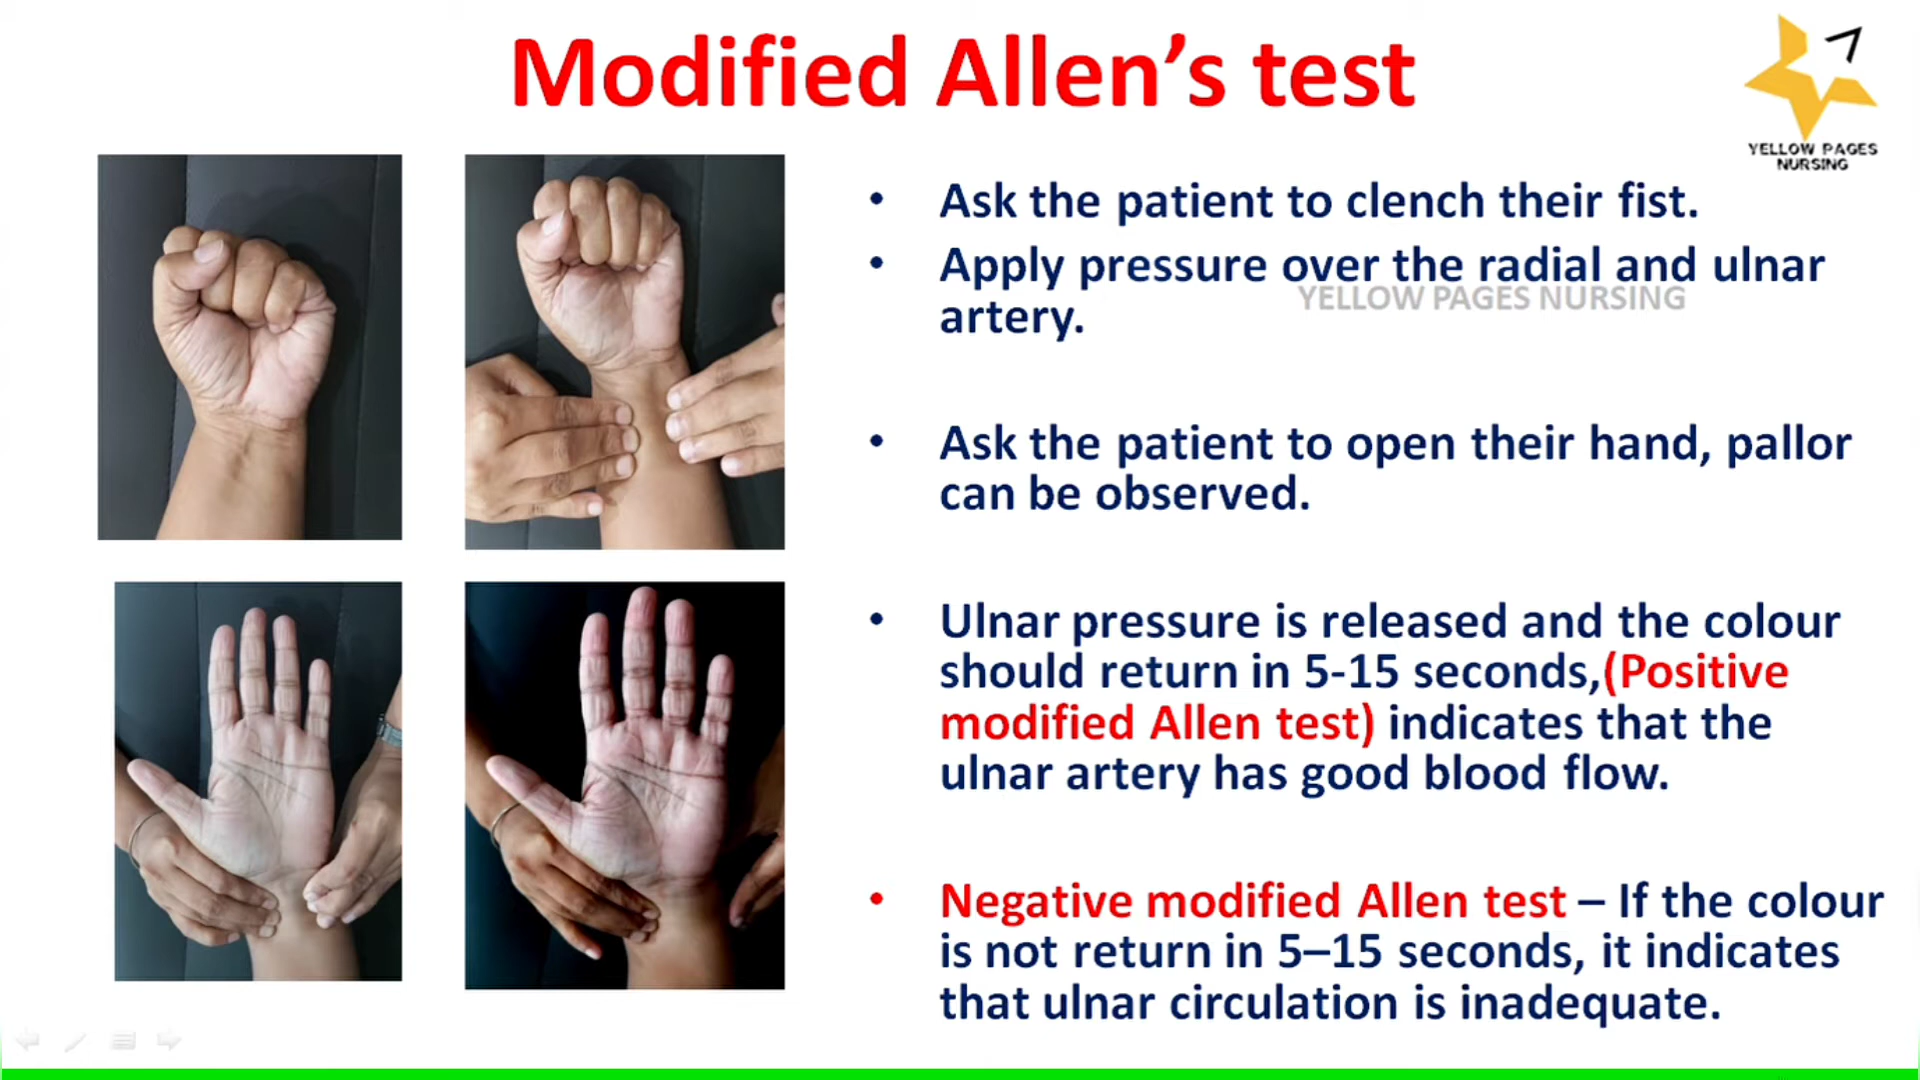 Modified Allen’s test
YELLOW PAGES
NURSING
• Ask the patient to clench their fist.
• Apply pressure over the radial and ulnar
artery.
YELLOW PAGES NURSING
• Ask the patient to open their hand, pallor
can be observed.
• Ulnar pressure is released and the colour
should return in 5-15 seconds,(Positive
modified Allen test) indicates that the
ulnar artery has good blood flow.
• Negative modified Allen test – If the colour
is not return in 5–15 seconds, it indicates
that ulnar circulation is inadequate.